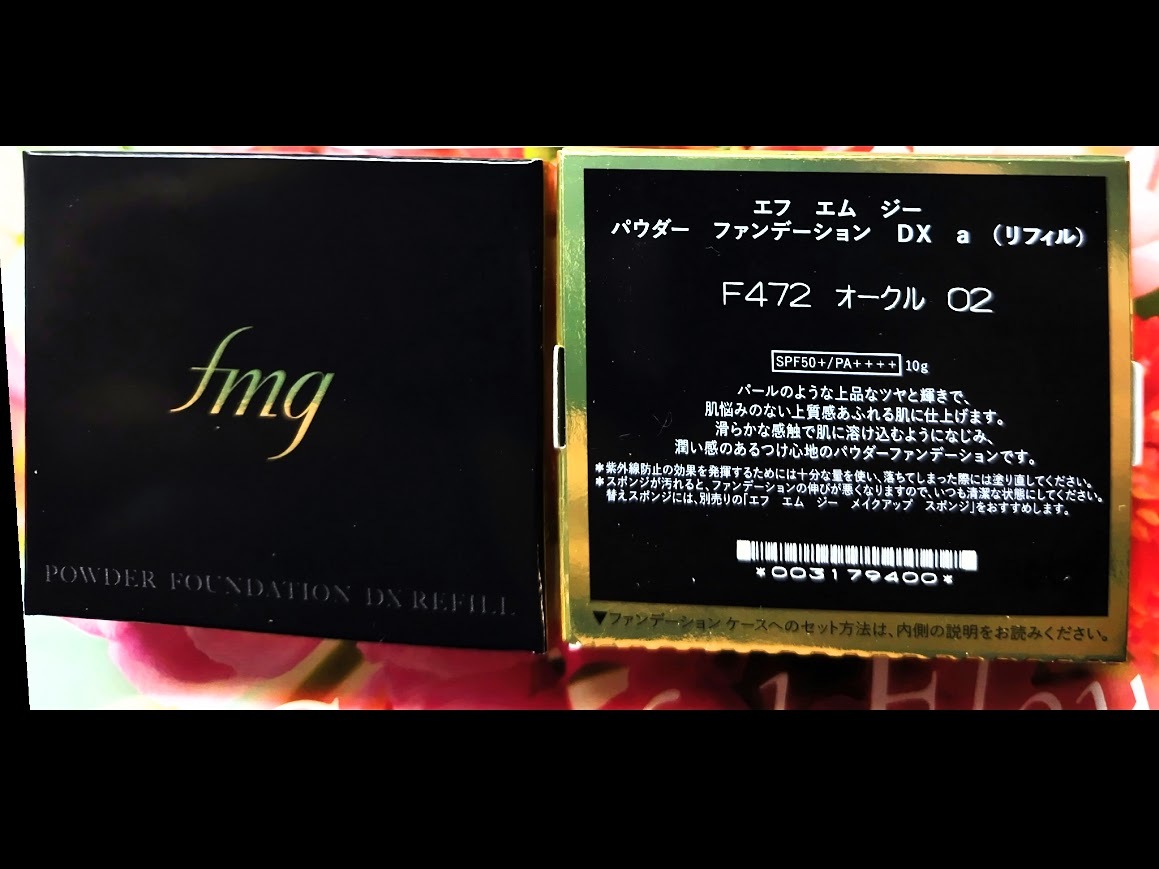 fmg
POWDER FOUNDATION DX REFILL
エフ エム ジー
パウダー ファンデーション DX a (リフィル)
F472 オークル 02
SPF50+/PA++++ 10g
パールのような上品なツヤと輝きで、
肌悩みのない上質感あふれる肌に仕上げます。
滑らかな感触で肌に溶け込むようになじみ、
潤い感のあるつけ心地のパウダーファンデーションです。
*紫外線防止の効果を発揮するためには十分な量を使い、落ちてしまった際には塗り直してください。
*スポンジが汚れると、ファンデーションの伸びが悪くなりますので、いつも清潔な状態にしてください。
替えスポンジには、別売りの「エフ エム ジー メイクアップ スポンジ」をおすすめします。
*003179400*
▼ファンデーション ケースへのセット方法は、内側の説明をお読みください。